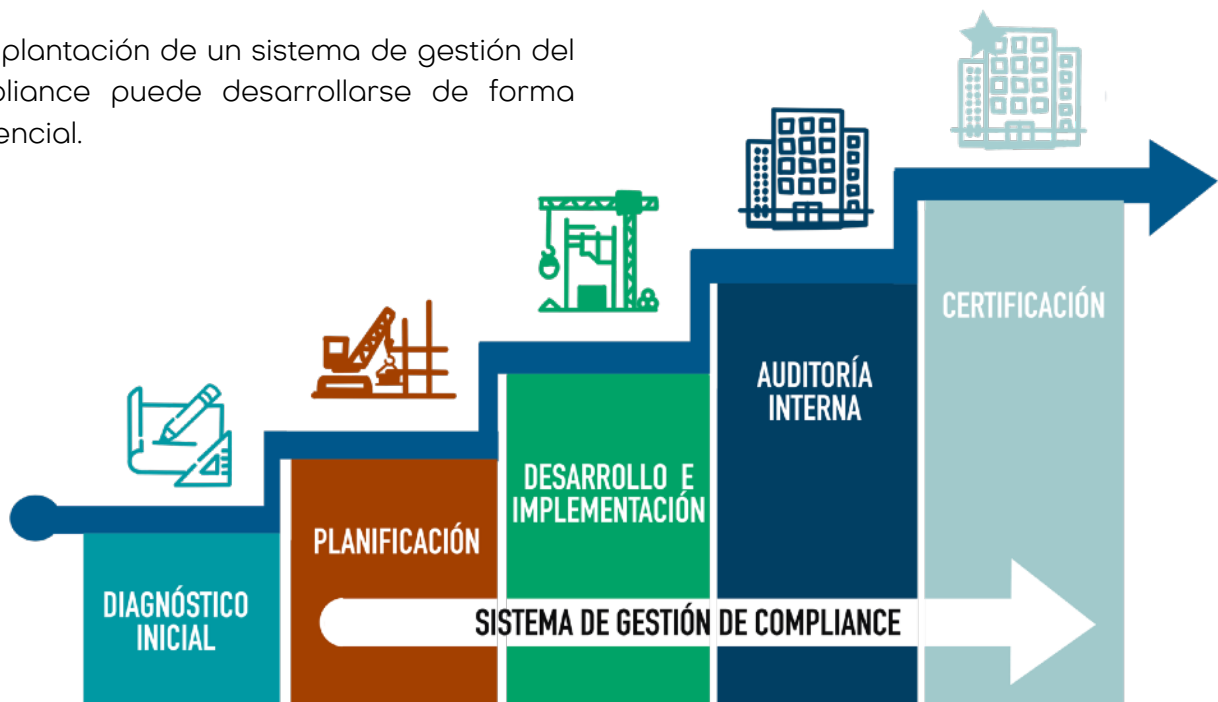 plantación de un sistema de gestión del
pliance puede desarrollarse de forma
encial.
CERTIFICACIÓN
AUDITORÍA
INTERNA
DESARROLLO E
IMPLEMENTACIÓN
PLANIFICACIÓN
DIAGNÓSTICO
INICIAL
SISTEMA DE GESTIÓN DE COMPLIANCE